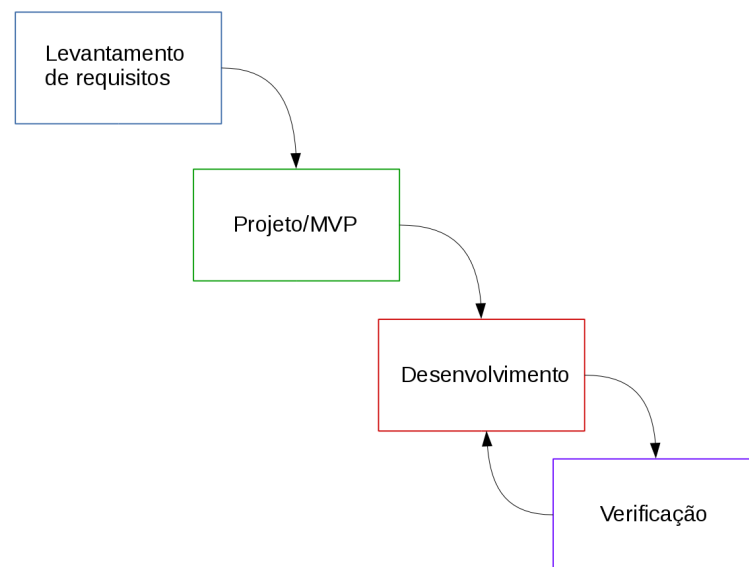 Levantamento
de requisitos
Projeto/MVP
Desenvolvimento
Verificação